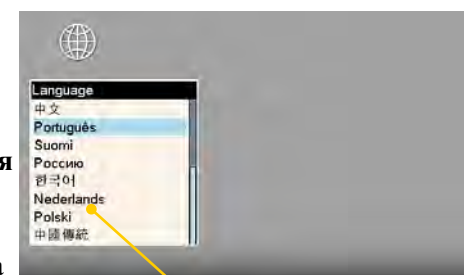 Language
中文
Português
Suomi
Россию
한국어
Nederlands
Polski
中國傳統
я
а